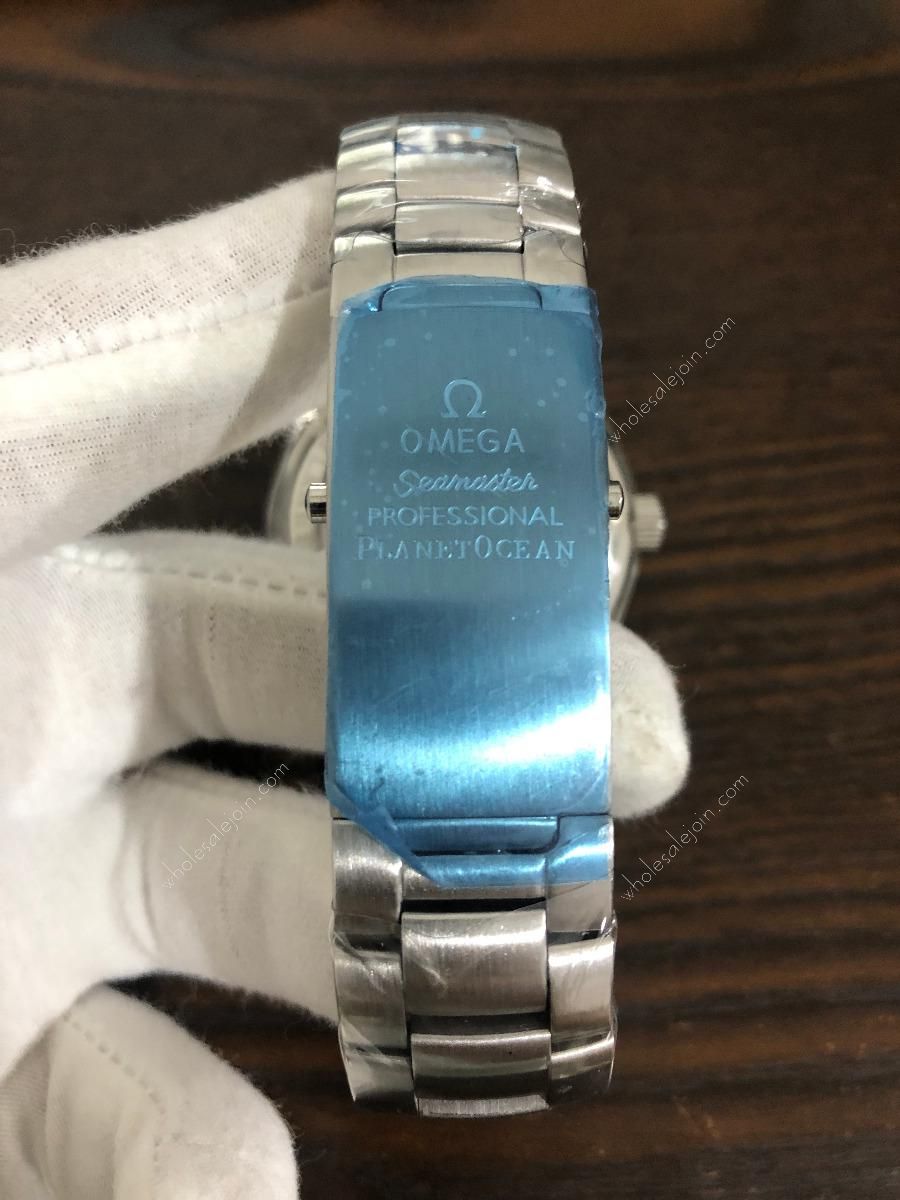 Ω
OMEGA
Seamaster
PROFESSIONAL
PLANETOCEAN
wholesalejoin.com
wholesalejoin.com
wholesalejoin.com